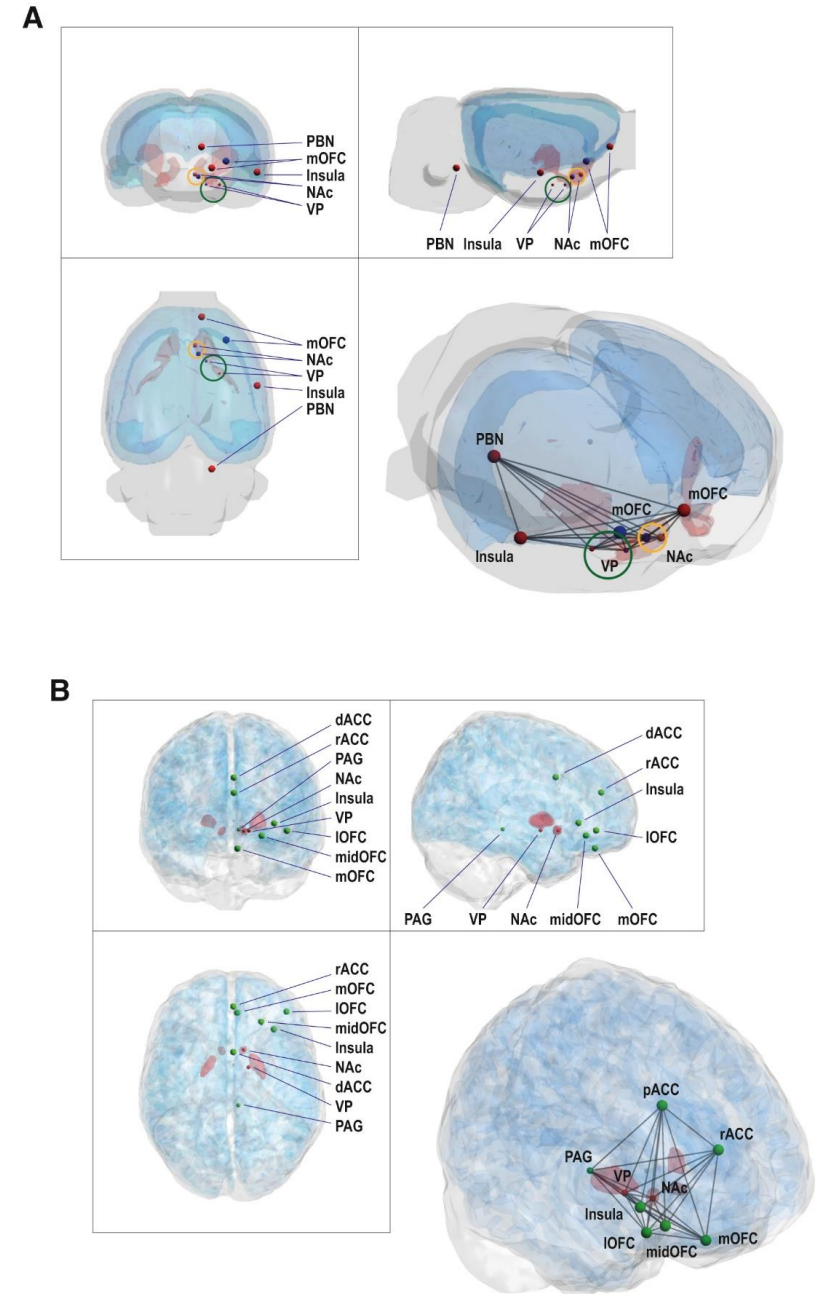 A
PBN
mOFC
Insula
NAc
VP
PBN Insula VP NAc mOFC
mOFC
NAc
VP
Insula
PBN
PBN
mOFC
mOFC
Insula
VP
NAc
B
dACC
rACC
PAG
NAc
Insula
VP
lOFC
midOFC
mOFC
dACC
rACC
Insula
lOFC
PAG VP NAc midOFC mOFC
rACC
mOFC
lOFC
midOFC
Insula
NAc
dACC
VP
PAG
pACC
rACC
PAG
VP
NAc
Insula
lOFC
midOFC
mOFC